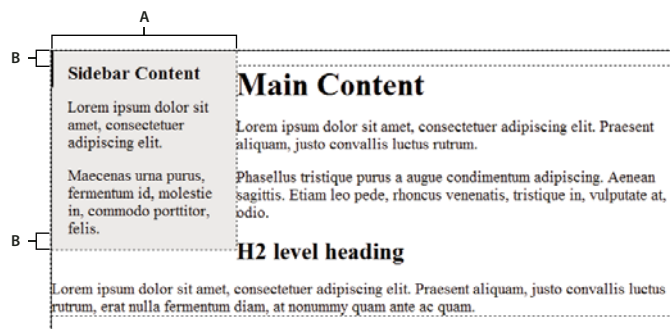 A
B
Sidebar Content
Lorem ipsum dolor sit
amet, consectetuer
adipiscing elit.
Maecenas urna purus,
fermentum id, molestie
in, commodo porttitor,
felis.
B
Main Content
Lorem ipsum dolor sit amet, consectetuer adipiscing elit. Praesent
aliquam, justo convallis luctus rutrum.
Phasellus tristique purus a augue condimentum adipiscing. Aenean
sagittis. Etiam leo pede, rhoncus venenatis, tristique in, vulputate at,
odio.
H2 level heading
Lorem ipsum dolor sit amet, consectetuer adipiscing elit. Praesent aliquam, justo convallis luctus
rutrum, erat nulla fermentum diam, at nonummy quam ante ac quam.